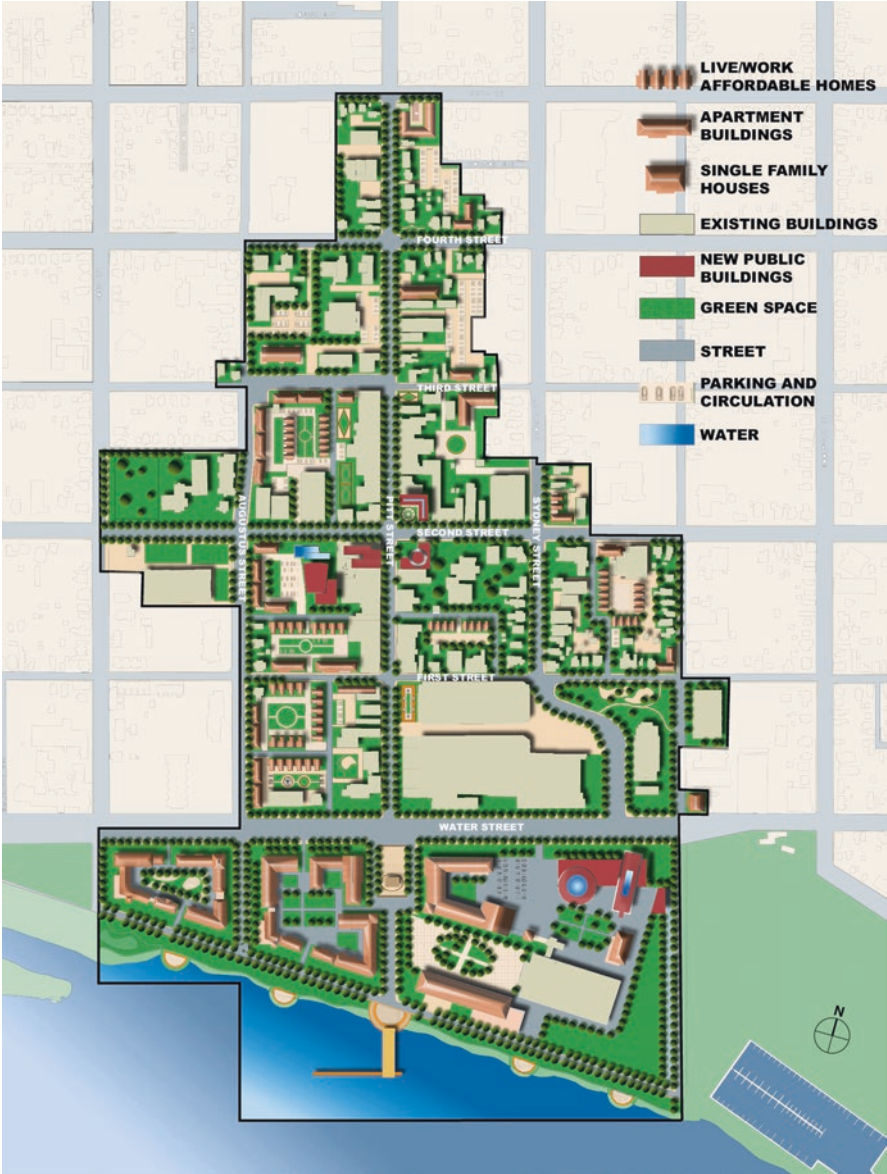 LIVE/WORK
AFFORDABLE HOMES
APARTMENT
BUILDINGS
SINGLE FAMILY
HOUSES
EXISTING BUILDINGS
NEW PUBLIC
BUILDINGS
GREEN SPACE
STREET
PARKING AND
CIRCULATION
WATER
FOURTH STREET
THIRD STREET
AUGUSTUS STREET
PITT STREET
SECOND STREET
SYDNEY STREET
FIRST STREET
WATER STREET
N